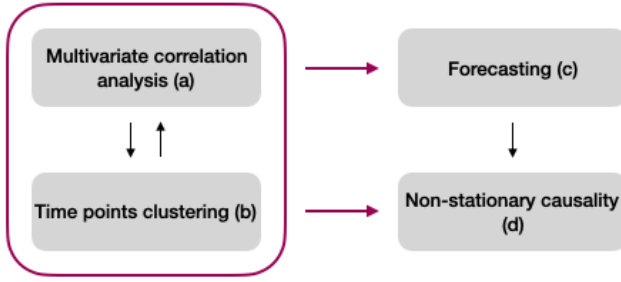 Multivariate correlation
analysis (a)
Forecasting (c)
Time points clustering (b)
Non-stationary causality
(d)